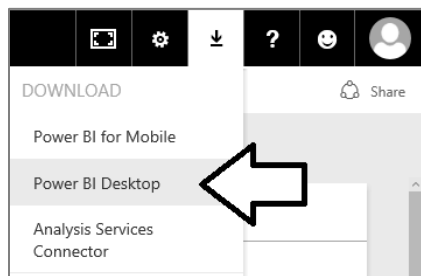 ?
DOWNLOAD
Share
Power BI for Mobile
Power BI Desktop
Analysis Services
Connector